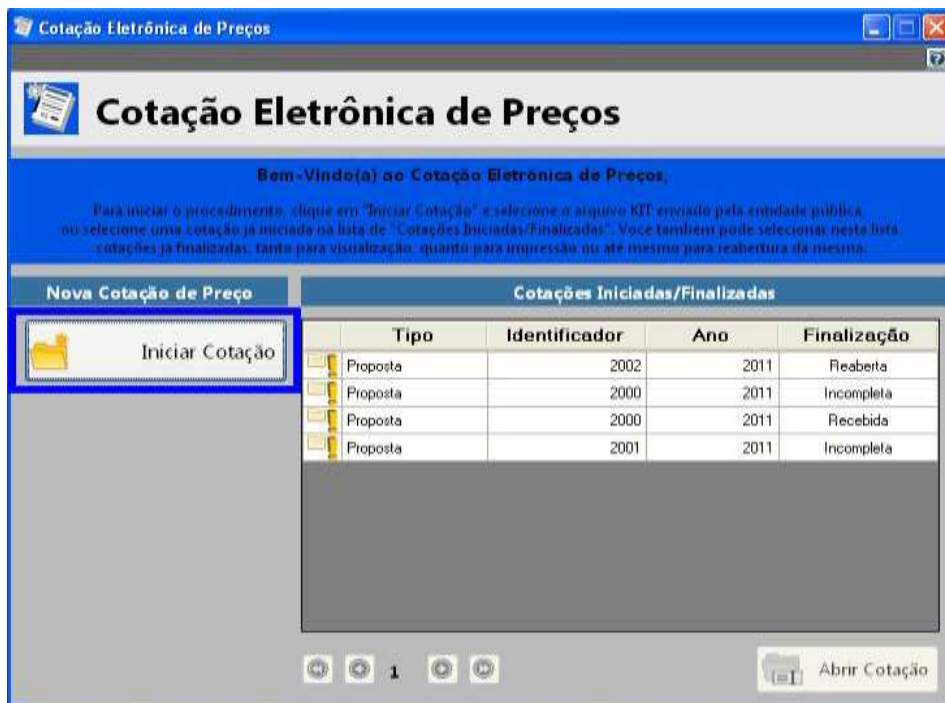 Cotação Eletrônica de Preços
Cotação Eletrônica de Preços
Bem-Vindo(a) ao Cotação Eletrônica de Preços,
Para iniciar o procedimento, clique em "Iniciar Cotação" e selecione o arquivo KIT enviado pela entidade pública,
ou selecione uma cotação já iniciada na lista de "Cotações Iniciadas/Finalizadas". Você também pode selecionar nesta lista
cotações já finalizadas, tanto para visualização, quanto para impressão ou até mesmo para reabertura da mesma.
Nova Cotação de Preço
Cotações Iniciadas/Finalizadas
Iniciar Cotação
Tipo Identificador Ano Finalização
Proposta 2002 2011 Reaberta
Proposta 2000 2011 Incompleta
Proposta 2000 2011 Recebida
Proposta 2001 2011 Incompleta
1
Abrir Cotação